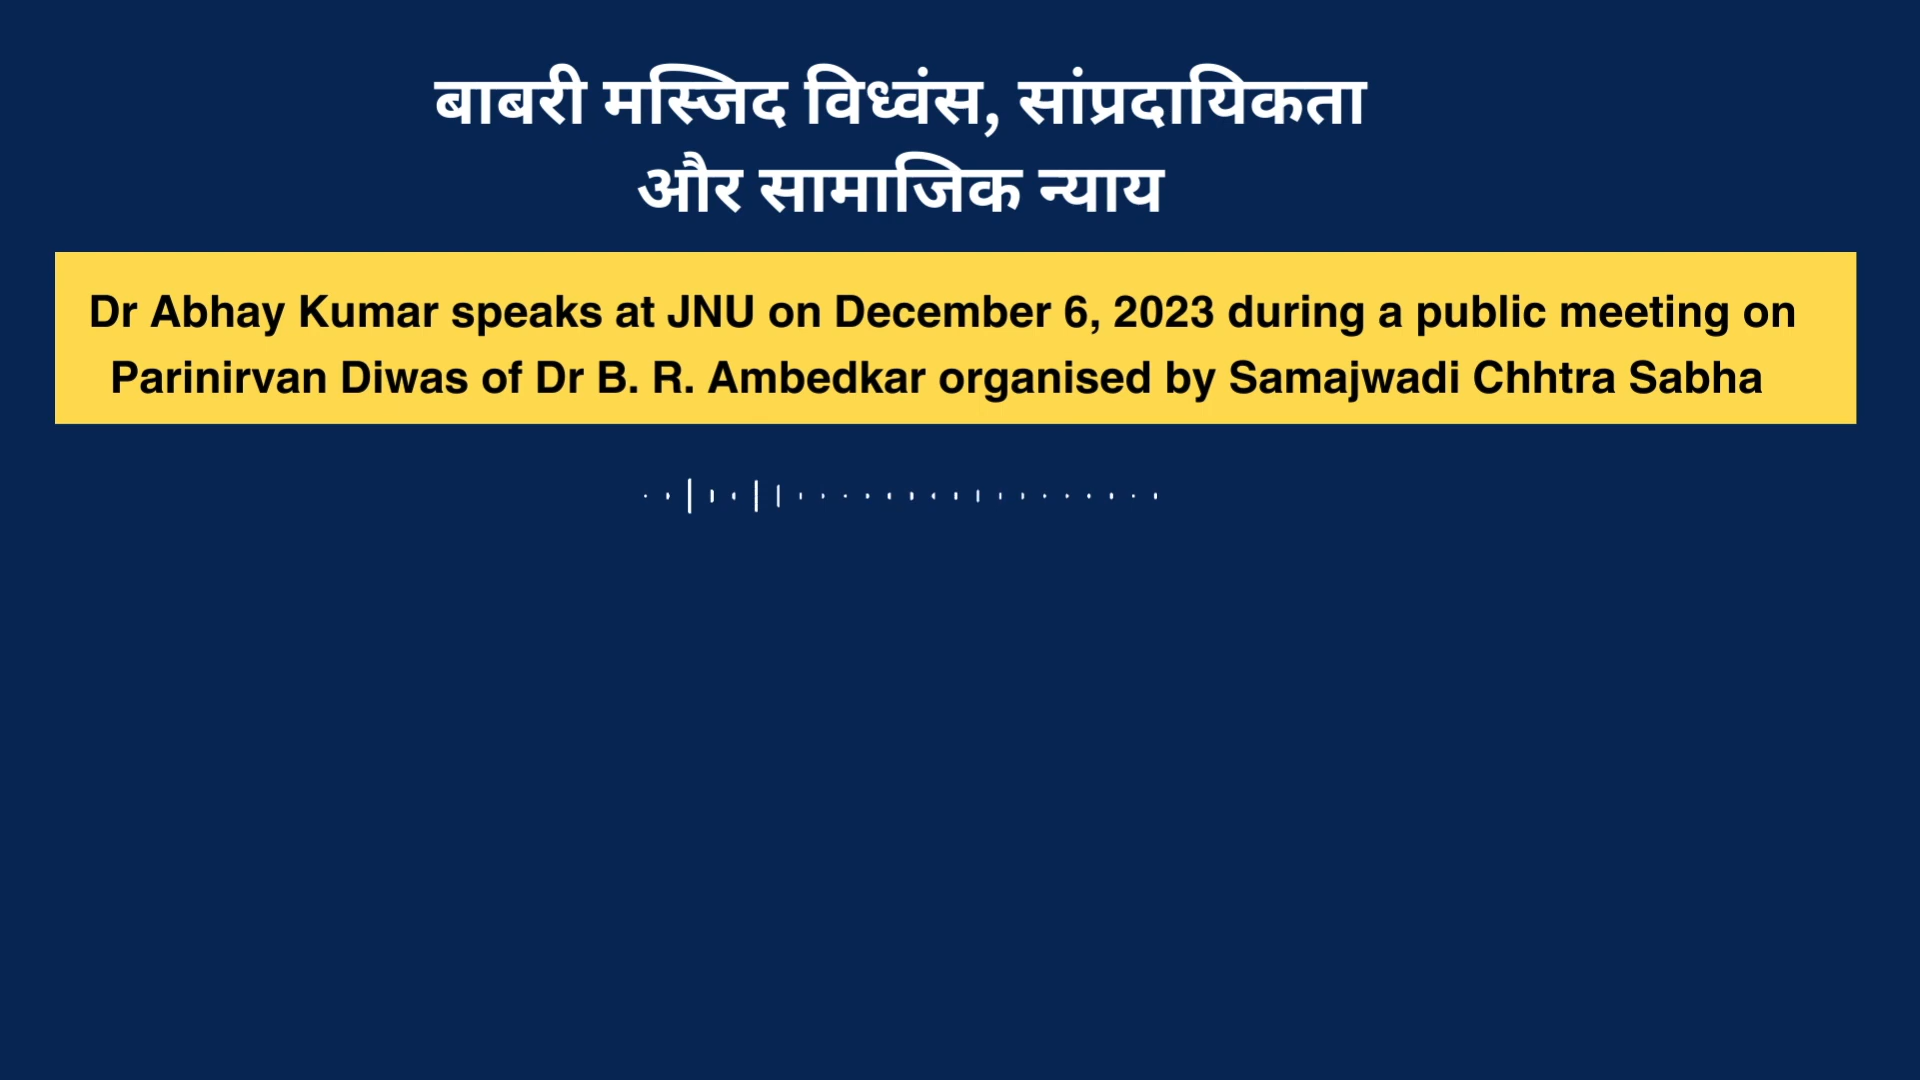 बाबरी मस्जिद विध्वंस, सांप्रदायिकता
और सामाजिक न्याय
Dr Abhay Kumar speaks at JNU on December 6, 2023 during a public meeting on
Parinirvan Diwas of Dr B. R. Ambedkar organised by Samajwadi Chhtra Sabha